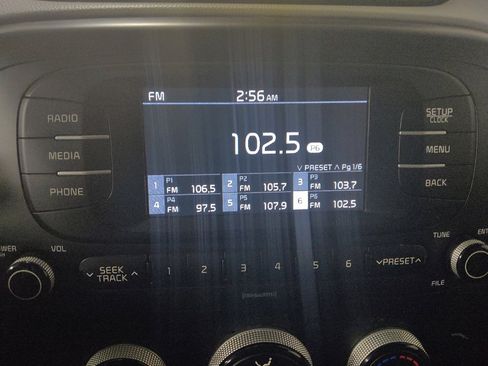 FM 2:56 AM
RADIO
SETUP
CLOCK
102.5 P6
MEDIA
MENU
∨ PRESET ∧ Pg 1/6
PHONE
BACK
1 P1 FM 106.5 2 P2 FM 105.7 3 P3 FM 103.7
4 P4 FM 97.5 5 P5 FM 107.9 6 P6 FM 102.5
POWER VOL
TUNE
∨ SEEK ∧
TRACK
1 2 3 4 5 6
∨PRESET∧
FILE